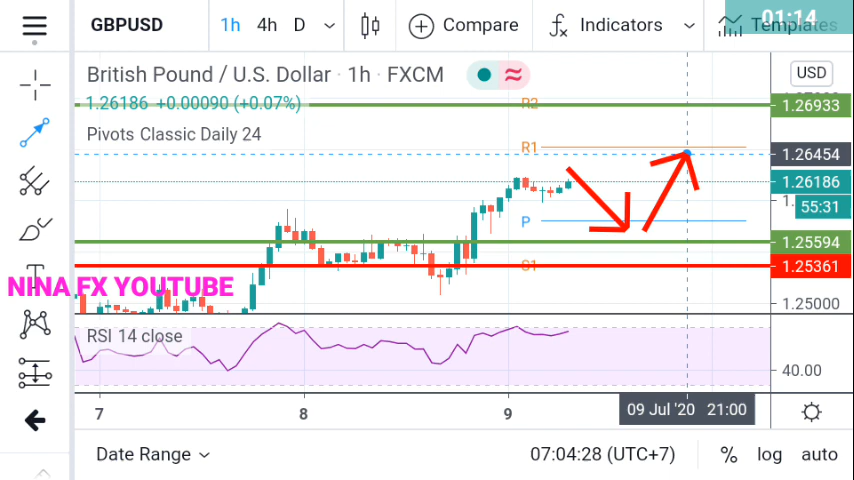 GBPUSD 1h 4h D Compare Indicators Templates
01:14
British Pound / U.S. Dollar · 1h · FXCM
USD
1.26186 +0.00090 (+0.07%)
R2
1.26933
Pivots Classic Daily 24
R1
1.26454
1.26186
55:31
P
1.25594
S1
1.25361
NINA FX YOUTUBE
1.25000
RSI 14 close
40.00
7 8 9 09 Jul '20 21:00
Date Range 07:04:28 (UTC+7) % log auto